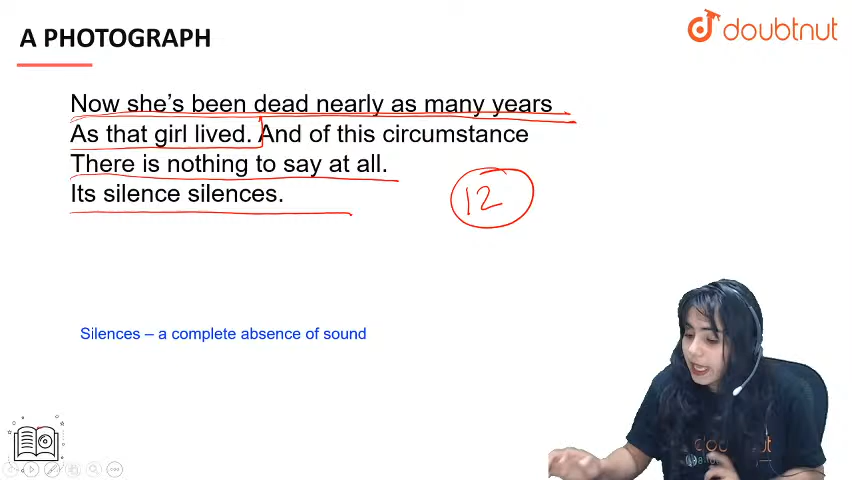 A PHOTOGRAPH
doubtnut
Now she's been dead nearly as many years
As that girl lived. And of this circumstance
There is nothing to say at all.
Its silence silences.
12
Silences – a complete absence of sound
doubtnut